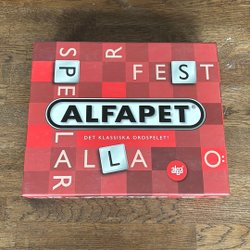 R
SPELAR
FEST
ALFAPET®
DET KLASSISKA ORDSPELET!
ALLA
Ö
alga